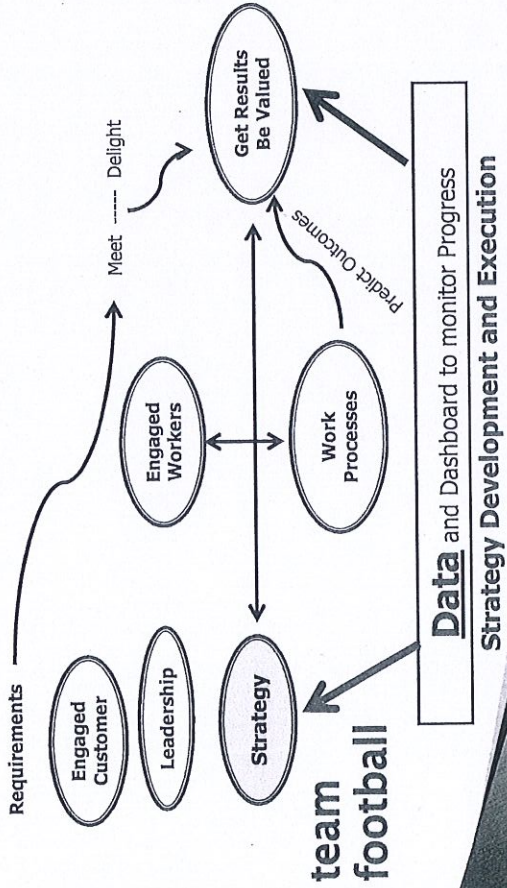 Requirements
Meet ----- Delight
Engaged
Customer
Leadership
Strategy
Engaged
Workers
Work
Processes
Predict Outcomes
Get Results
Be Valued
team
football
Data and Dashboard to monitor Progress
Strategy Development and Execution